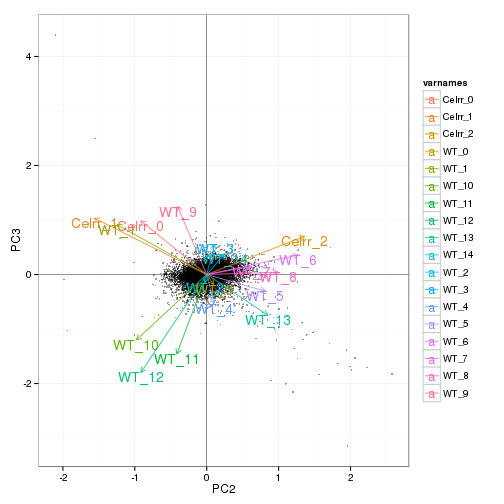 varnames
a Celrr_0
a Celrr_1
a Celrr_2
a WT_0
a WT_1
a WT_10
a WT_11
a WT_12
a WT_13
a WT_14
a WT_2
a WT_3
a WT_4
a WT_5
a WT_6
a WT_7
a WT_8
a WT_9
4
2
0
-2
PC3
WT_9
Celrr_1
Celrr_0
Celrr_2
WT_3
WT_6
WT_8
WT_5
WT_4
WT_13
WT_10
WT_11
WT_12
-2
-1
0
1
2
PC2